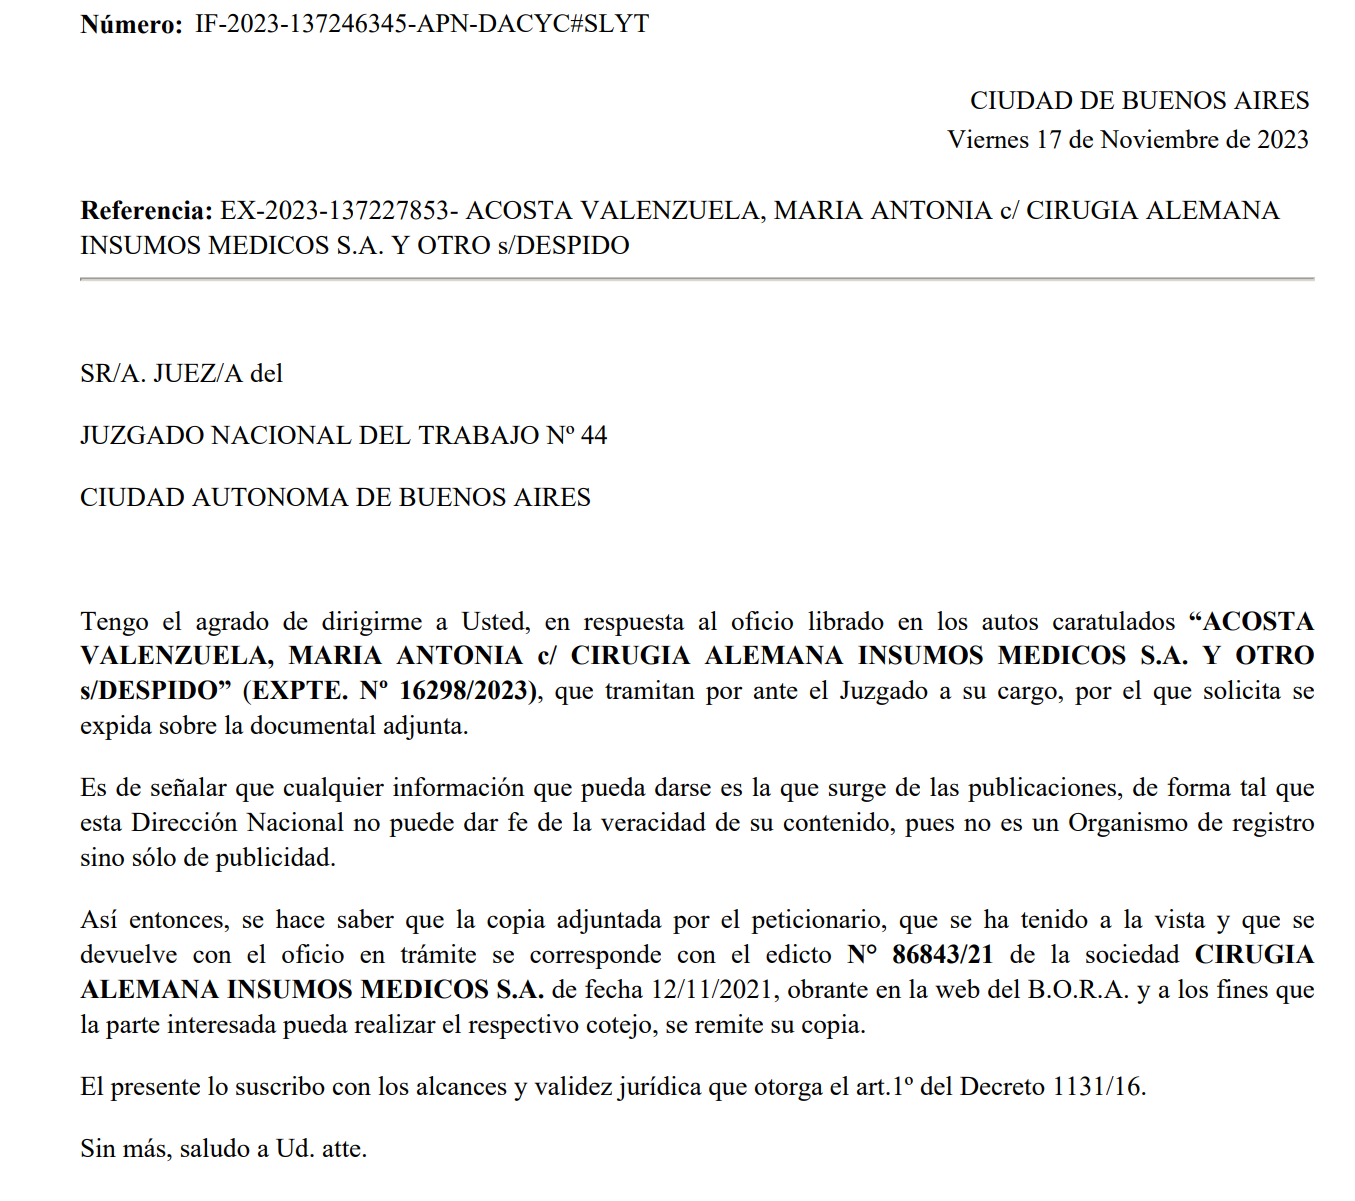 Número: IF-2023-137246345-APN-DACYC#SLYT
CIUDAD DE BUENOS AIRES
Viernes 17 de Noviembre de 2023
Referencia: EX-2023-137227853- ACOSTA VALENZUELA, MARIA ANTONIA c/ CIRUGIA ALEMANA
INSUMOS MEDICOS S.A. Y OTRO s/DESPIDO
SR/A. JUEZ/A del
JUZGADO NACIONAL DEL TRABAJO Nº 44
CIUDAD AUTONOMA DE BUENOS AIRES
Tengo el agrado de dirigirme a Usted, en respuesta al oficio librado en los autos caratulados “ACOSTA
VALENZUELA, MARIA ANTONIA c/ CIRUGIA ALEMANA INSUMOS MEDICOS S.A. Y OTRO
s/DESPIDO” (EXPTE. Nº 16298/2023), que tramitan por ante el Juzgado a su cargo, por el que solicita se
expida sobre la documental adjunta.
Es de señalar que cualquier información que pueda darse es la que surge de las publicaciones, de forma tal que
esta Dirección Nacional no puede dar fe de la veracidad de su contenido, pues no es un Organismo de registro
sino sólo de publicidad.
Así entonces, se hace saber que la copia adjuntada por el peticionario, que se ha tenido a la vista y que se
devuelve con el oficio en trámite se corresponde con el edicto N° 86843/21 de la sociedad CIRUGIA
ALEMANA INSUMOS MEDICOS S.A. de fecha 12/11/2021, obrante en la web del B.O.R.A. y a los fines que
la parte interesada pueda realizar el respectivo cotejo, se remite su copia.
El presente lo suscribo con los alcances y validez jurídica que otorga el art.1º del Decreto 1131/16.
Sin más, saludo a Ud. atte.